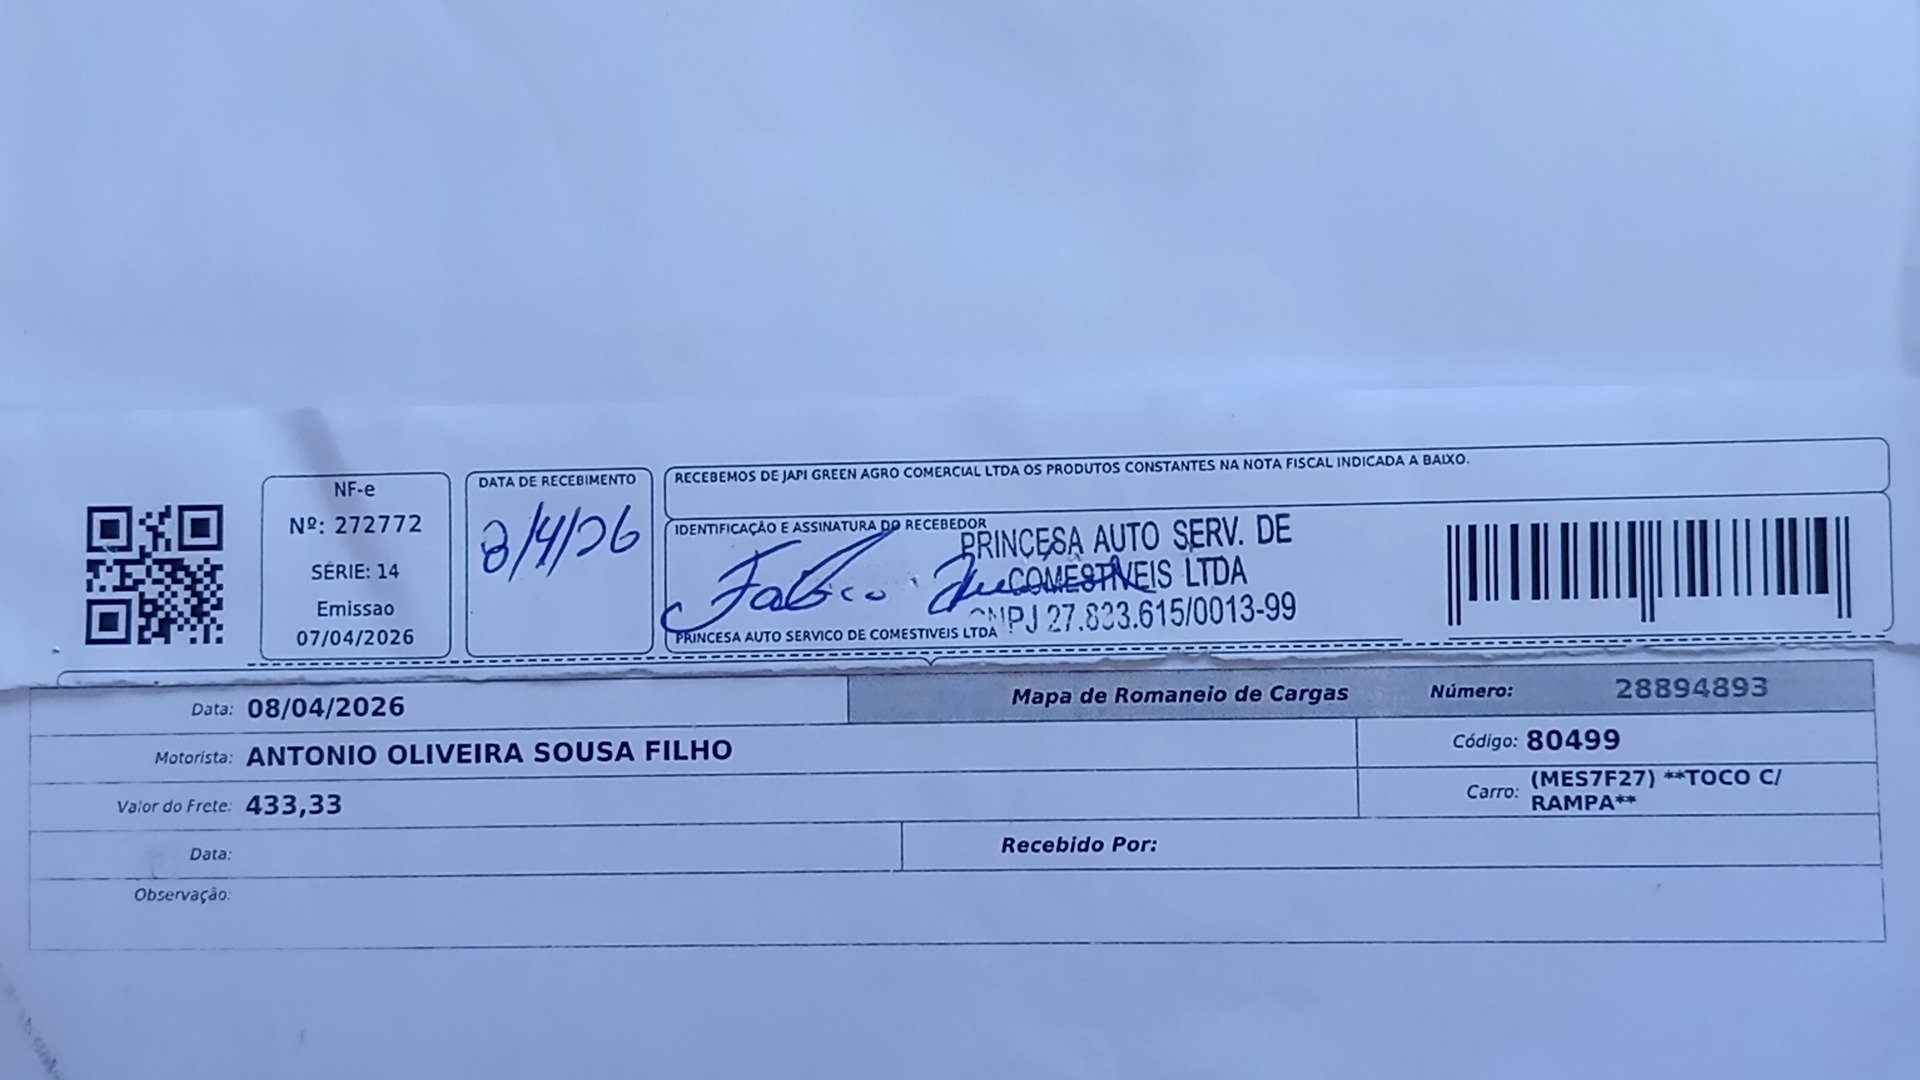 NF-e
Nº: 272772
SÉRIE: 14
Emissao
07/04/2026
DATA DE RECEBIMENTO
8/4/26
RECEBEMOS DE JAPI GREEN AGRO COMERCIAL LTDA OS PRODUTOS CONSTANTES NA NOTA FISCAL INDICADA A BAIXO.
IDENTIFICAÇÃO E ASSINATURA DO RECEBEDOR
PRINCESA AUTO SERV. DE
COMESTÍVEIS LTDA
CNPJ 27.823.615/0013-99
PRINCESA AUTO SERVICO DE COMESTIVEIS LTDA
Data: 08/04/2026
Mapa de Romaneio de Cargas Número: 28894893
Motorista: ANTONIO OLIVEIRA SOUSA FILHO
Código: 80499
Valor do Frete: 433,33
Carro: (MES7F27) **TOCO C/
RAMPA**
Data:
Recebido Por:
Observação: